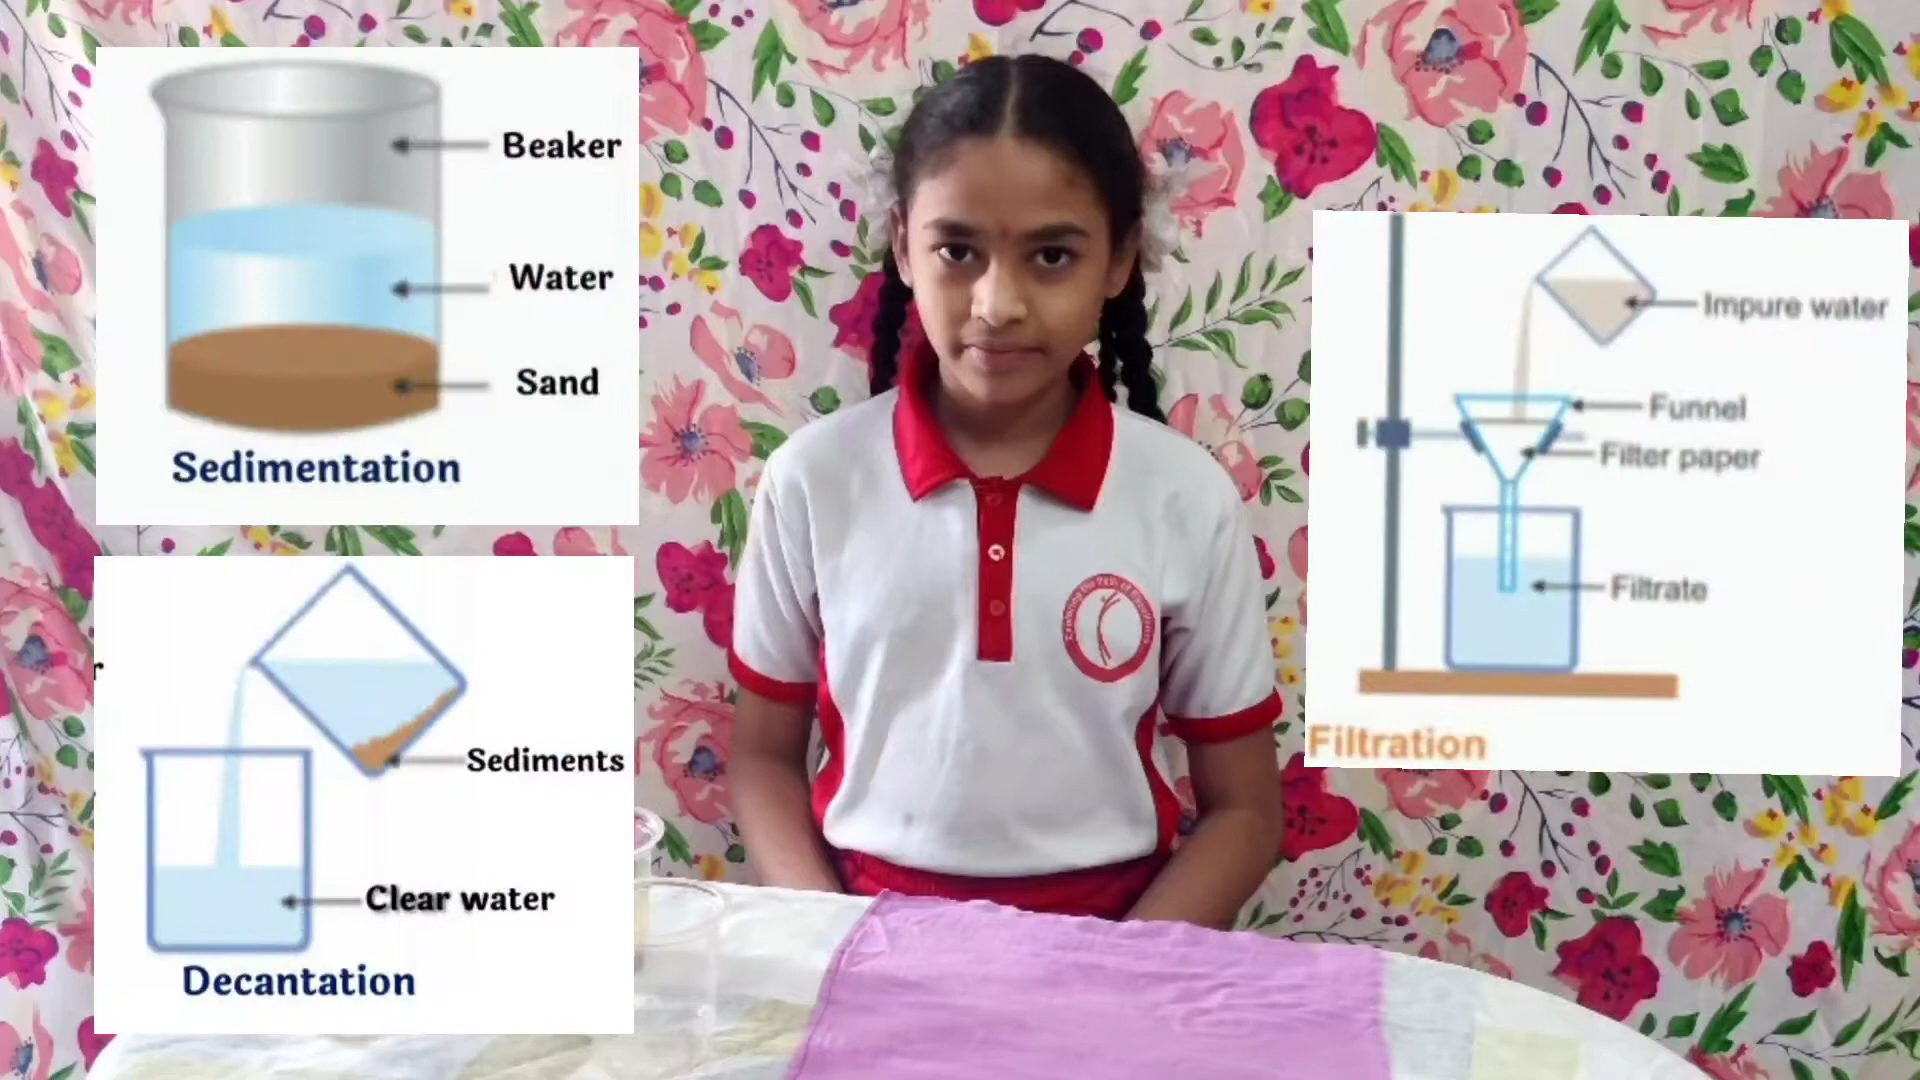 Beaker
Water
Sand
Sedimentation
Sediments
Clear water
Decantation
Impure water
Funnel
Filter paper
Filtrate
Filtration